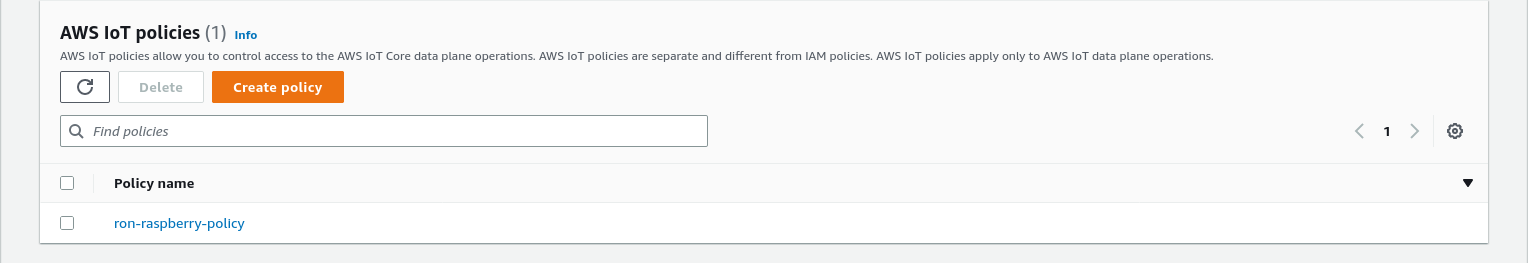 AWS IoT policies (1) Info
AWS IoT policies allow you to control access to the AWS IoT Core data plane operations. AWS IoT policies are separate and different from IAM policies. AWS IoT policies apply only to AWS IoT data plane operations.
Delete Create policy
Find policies 1
Policy name
ron-raspberry-policy